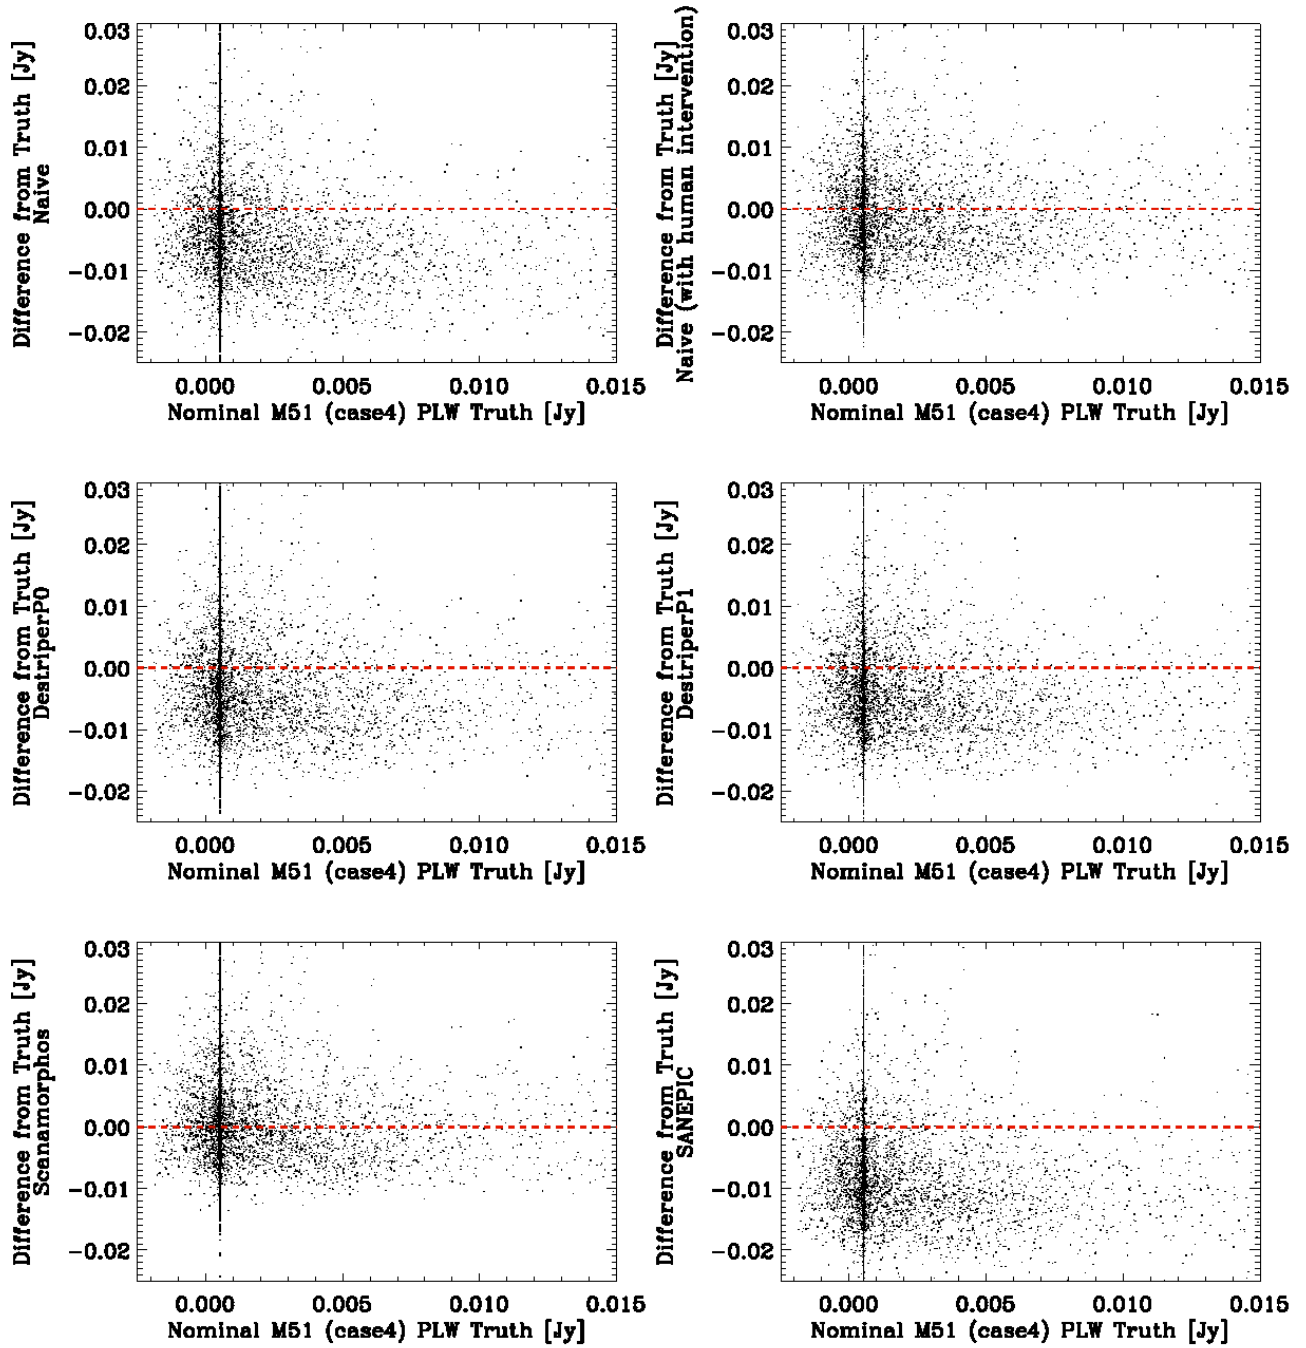 0.03
0.02
0.01
0.00
−0.01
−0.02
Difference from Truth [Jy]
Naive
0.000 0.005 0.010 0.015
Nominal M51 (case4) PLW Truth [Jy]
0.03
0.02
0.01
0.00
−0.01
−0.02
Difference from Truth [Jy]
Naive (with human intervention)
0.000 0.005 0.010 0.015
Nominal M51 (case4) PLW Truth [Jy]
0.03
0.02
0.01
0.00
−0.01
−0.02
Difference from Truth [Jy]
DestriperP0
0.000 0.005 0.010 0.015
Nominal M51 (case4) PLW Truth [Jy]
0.03
0.02
0.01
0.00
−0.01
−0.02
Difference from Truth [Jy]
DestriperP1
0.000 0.005 0.010 0.015
Nominal M51 (case4) PLW Truth [Jy]
0.03
0.02
0.01
0.00
−0.01
−0.02
Difference from Truth [Jy]
Scanamorphos
0.000 0.005 0.010 0.015
Nominal M51 (case4) PLW Truth [Jy]
0.03
0.02
0.01
0.00
−0.01
−0.02
Difference from Truth [Jy]
SANEPIC
0.000 0.005 0.010 0.015
Nominal M51 (case4) PLW Truth [Jy]